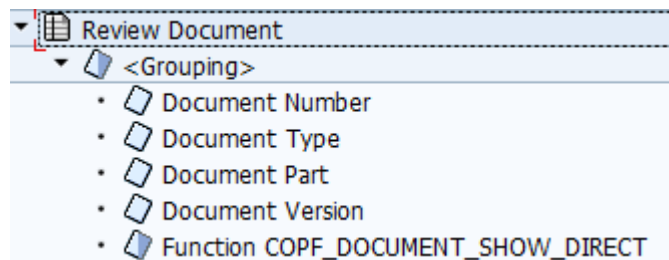 Review Document
<Grouping>
Document Number
Document Type
Document Part
Document Version
Function COPF_DOCUMENT_SHOW_DIRECT